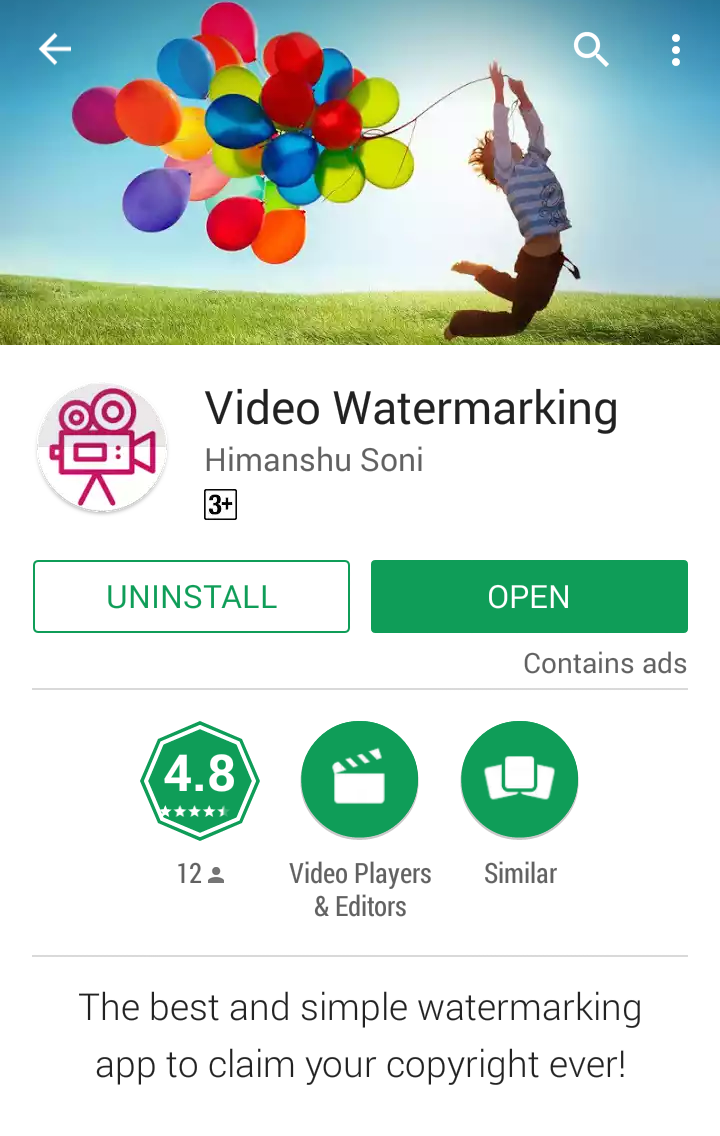 Video Watermarking
Himanshu Soni
3+
UNINSTALL
OPEN
Contains ads
4.8
12
Video Players
& Editors
Similar
The best and simple watermarking
app to claim your copyright ever!